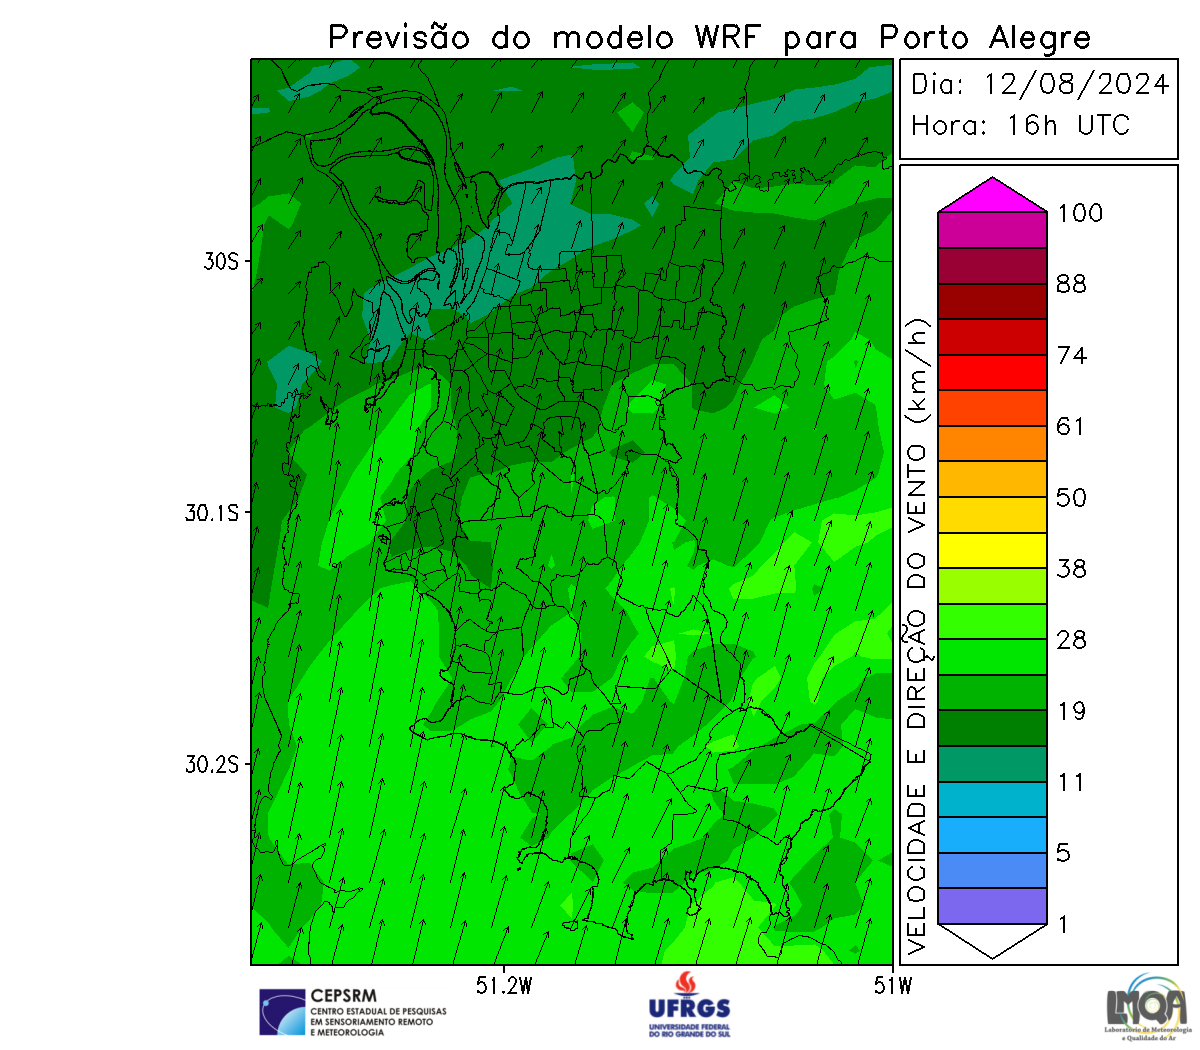 Previsão do modelo WRF para Porto Alegre
Dia: 12/08/2024
Hora: 16h UTC
30S
30.1S
30.2S
51.2W
51W
VELOCIDADE E DIREÇÃO DO VENTO (km/h)
100
88
74
61
50
38
28
19
11
5
1
CEPSRM
CENTRO ESTADUAL DE PESQUISAS
EM SENSORIAMENTO REMOTO
E METEOROLOGIA
UFRGS
UNIVERSIDADE FEDERAL
DO RIO GRANDE DO SUL
LMQA
Laboratório de Meteorologia
e Qualidade do Ar